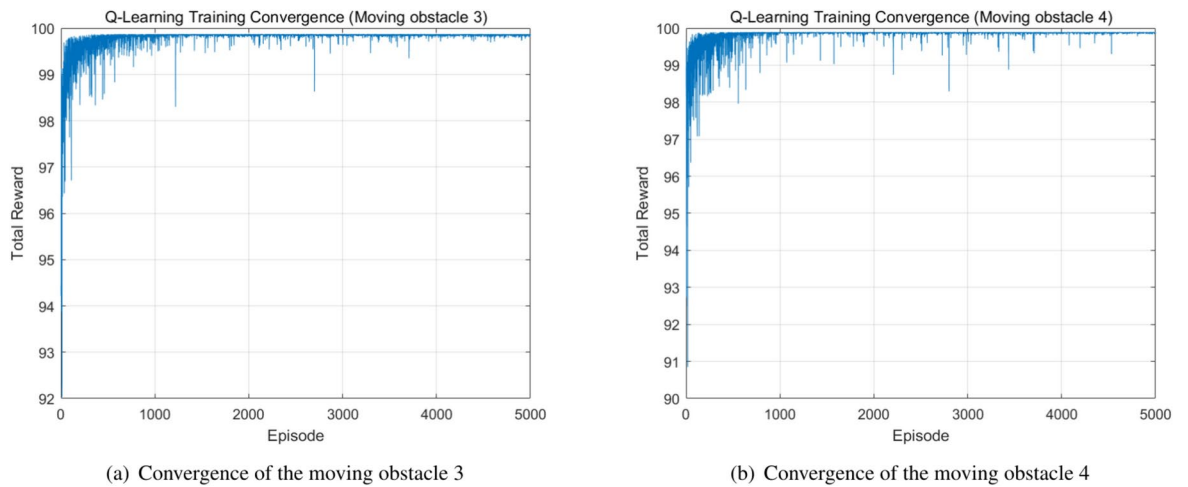 Q-Learning Training Convergence (Moving obstacle 3)
100
99
98
97
96
95
94
93
92
Total Reward
0 1000 2000 3000 4000 5000
Episode
(a) Convergence of the moving obstacle 3
Q-Learning Training Convergence (Moving obstacle 4)
100
99
98
97
96
95
94
93
92
91
90
Total Reward
0 1000 2000 3000 4000 5000
Episode
(b) Convergence of the moving obstacle 4